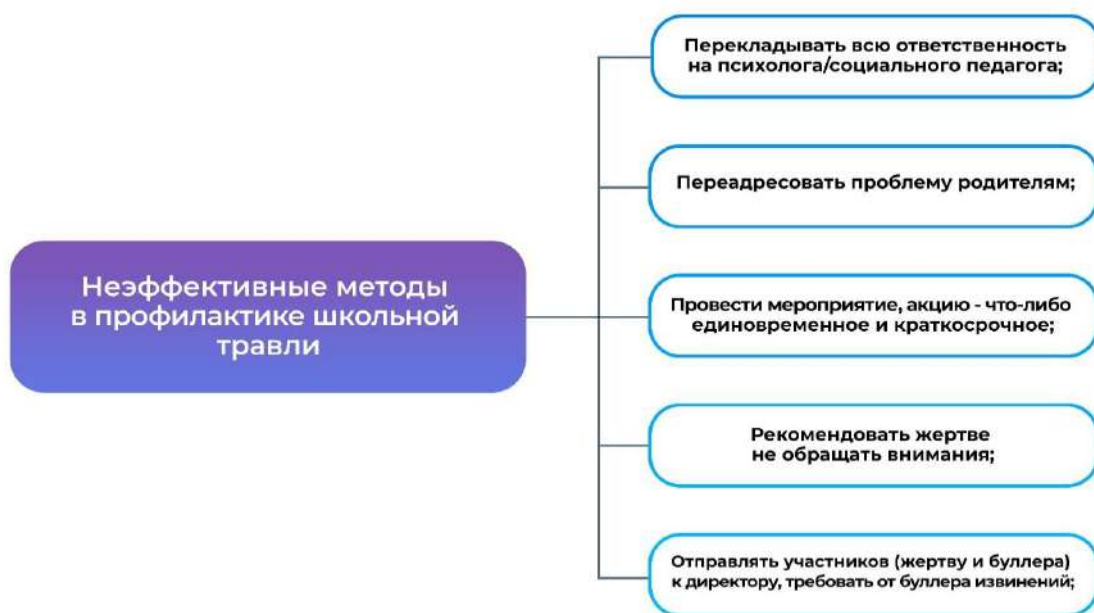 Неэффективные методы
в профилактике школьной
травли
Перекладывать всю ответственность
на психолога/социального педагога;
Переадресовать проблему родителям;
Провести мероприятие, акцию - что-либо
единовременное и краткосрочное;
Рекомендовать жертве
не обращать внимания;
Отправлять участников (жертву и буллера)
к директору, требовать от буллера извинений;